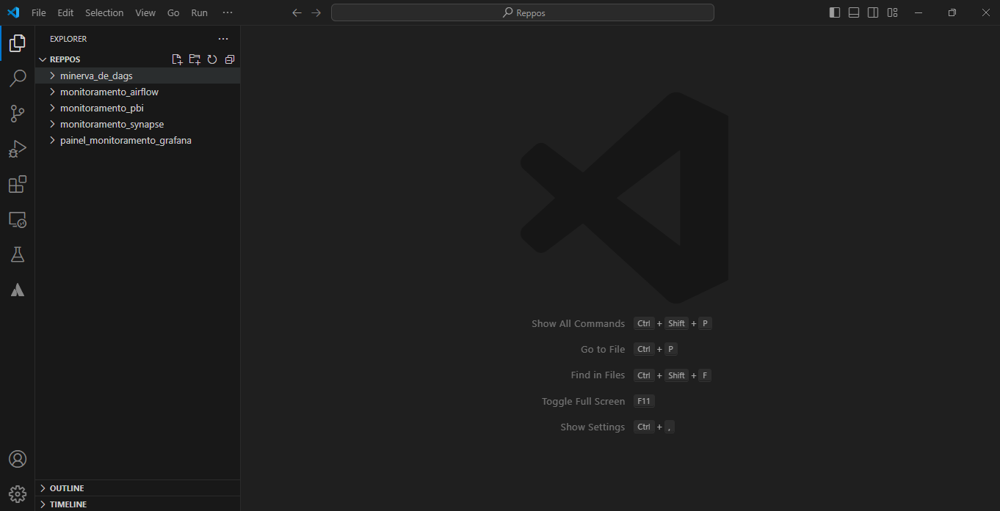 File Edit Selection View Go Run ···
Reppos
EXPLORER ···
REPPOS
minerva_de_dags
monitoramento_airflow
monitoramento_pbi
monitoramento_synapse
painel_monitoramento_grafana
Show All Commands Ctrl + Shift + P
Go to File Ctrl + P
Find in Files Ctrl + Shift + F
Toggle Full Screen F11
Show Settings Ctrl + ,
OUTLINE
TIMELINE